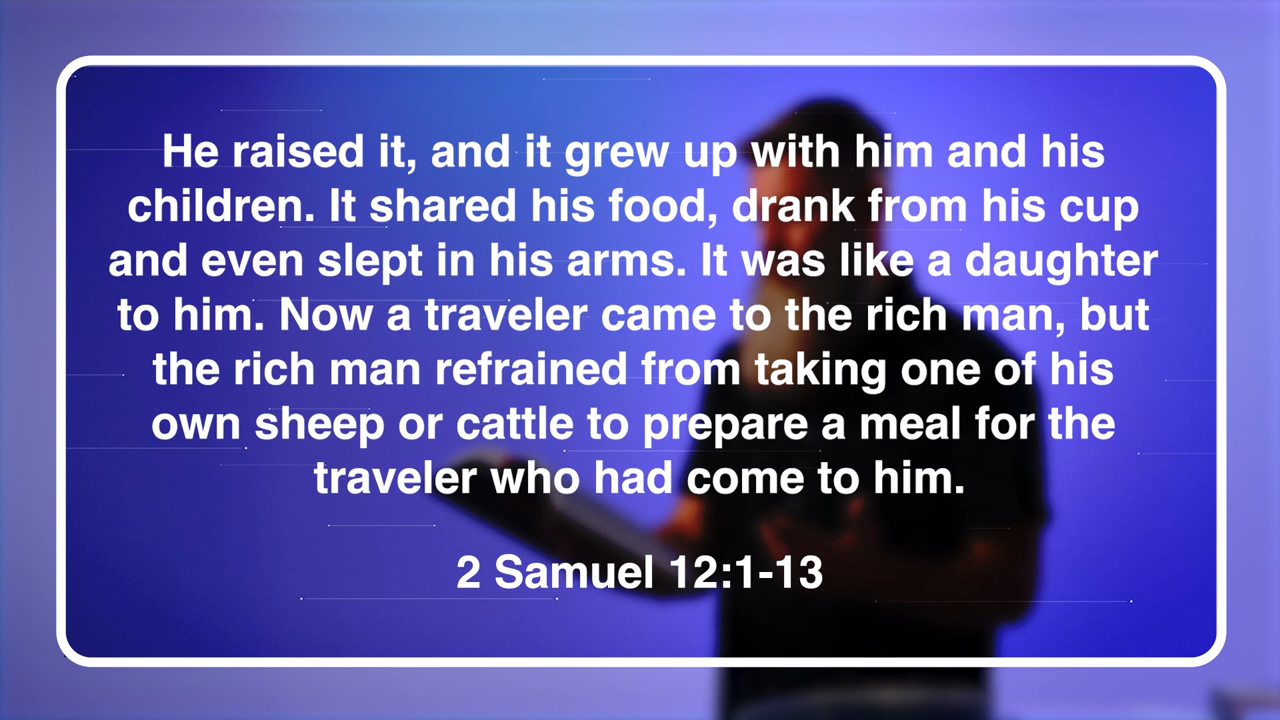 He raised it, and it grew up with him and his
children. It shared his food, drank from his cup
and even slept in his arms. It was like a daughter
to him. Now a traveler came to the rich man, but
the rich man refrained from taking one of his
own sheep or cattle to prepare a meal for the
traveler who had come to him.
2 Samuel 12:1-13